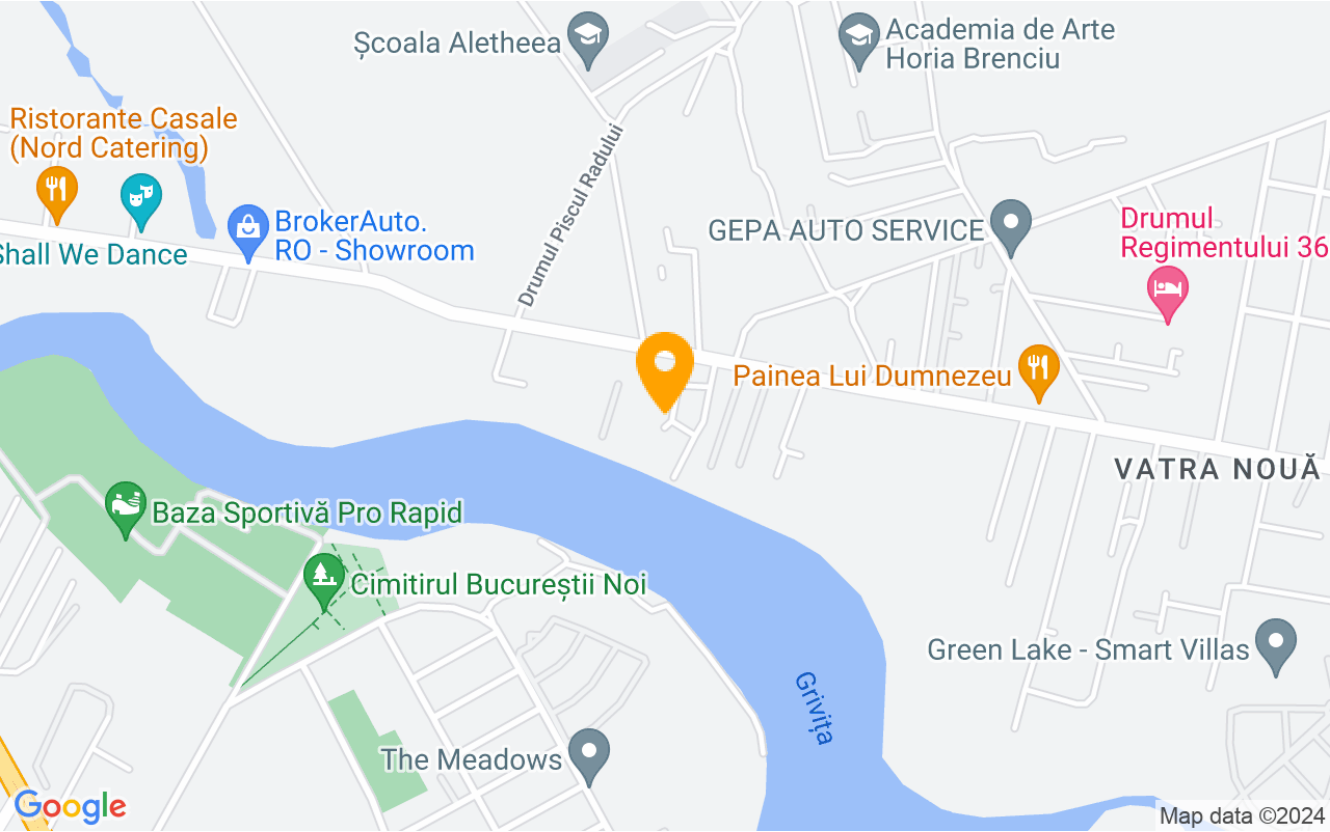 Școala Aletheea
Academia de Arte
Horia Brenciu
Ristorante Casale
(Nord Catering)
Drumul Piscul Radului
BrokerAuto.
RO - Showroom
Shall We Dance
GEPA AUTO SERVICE
Drumul
Regimentului 36
Painea Lui Dumnezeu
VATRA NOUĂ
Baza Sportivă Pro Rapid
Cimitirul Bucureștii Noi
Green Lake - Smart Villas
Grivița
The Meadows
Google
Map data ©2024